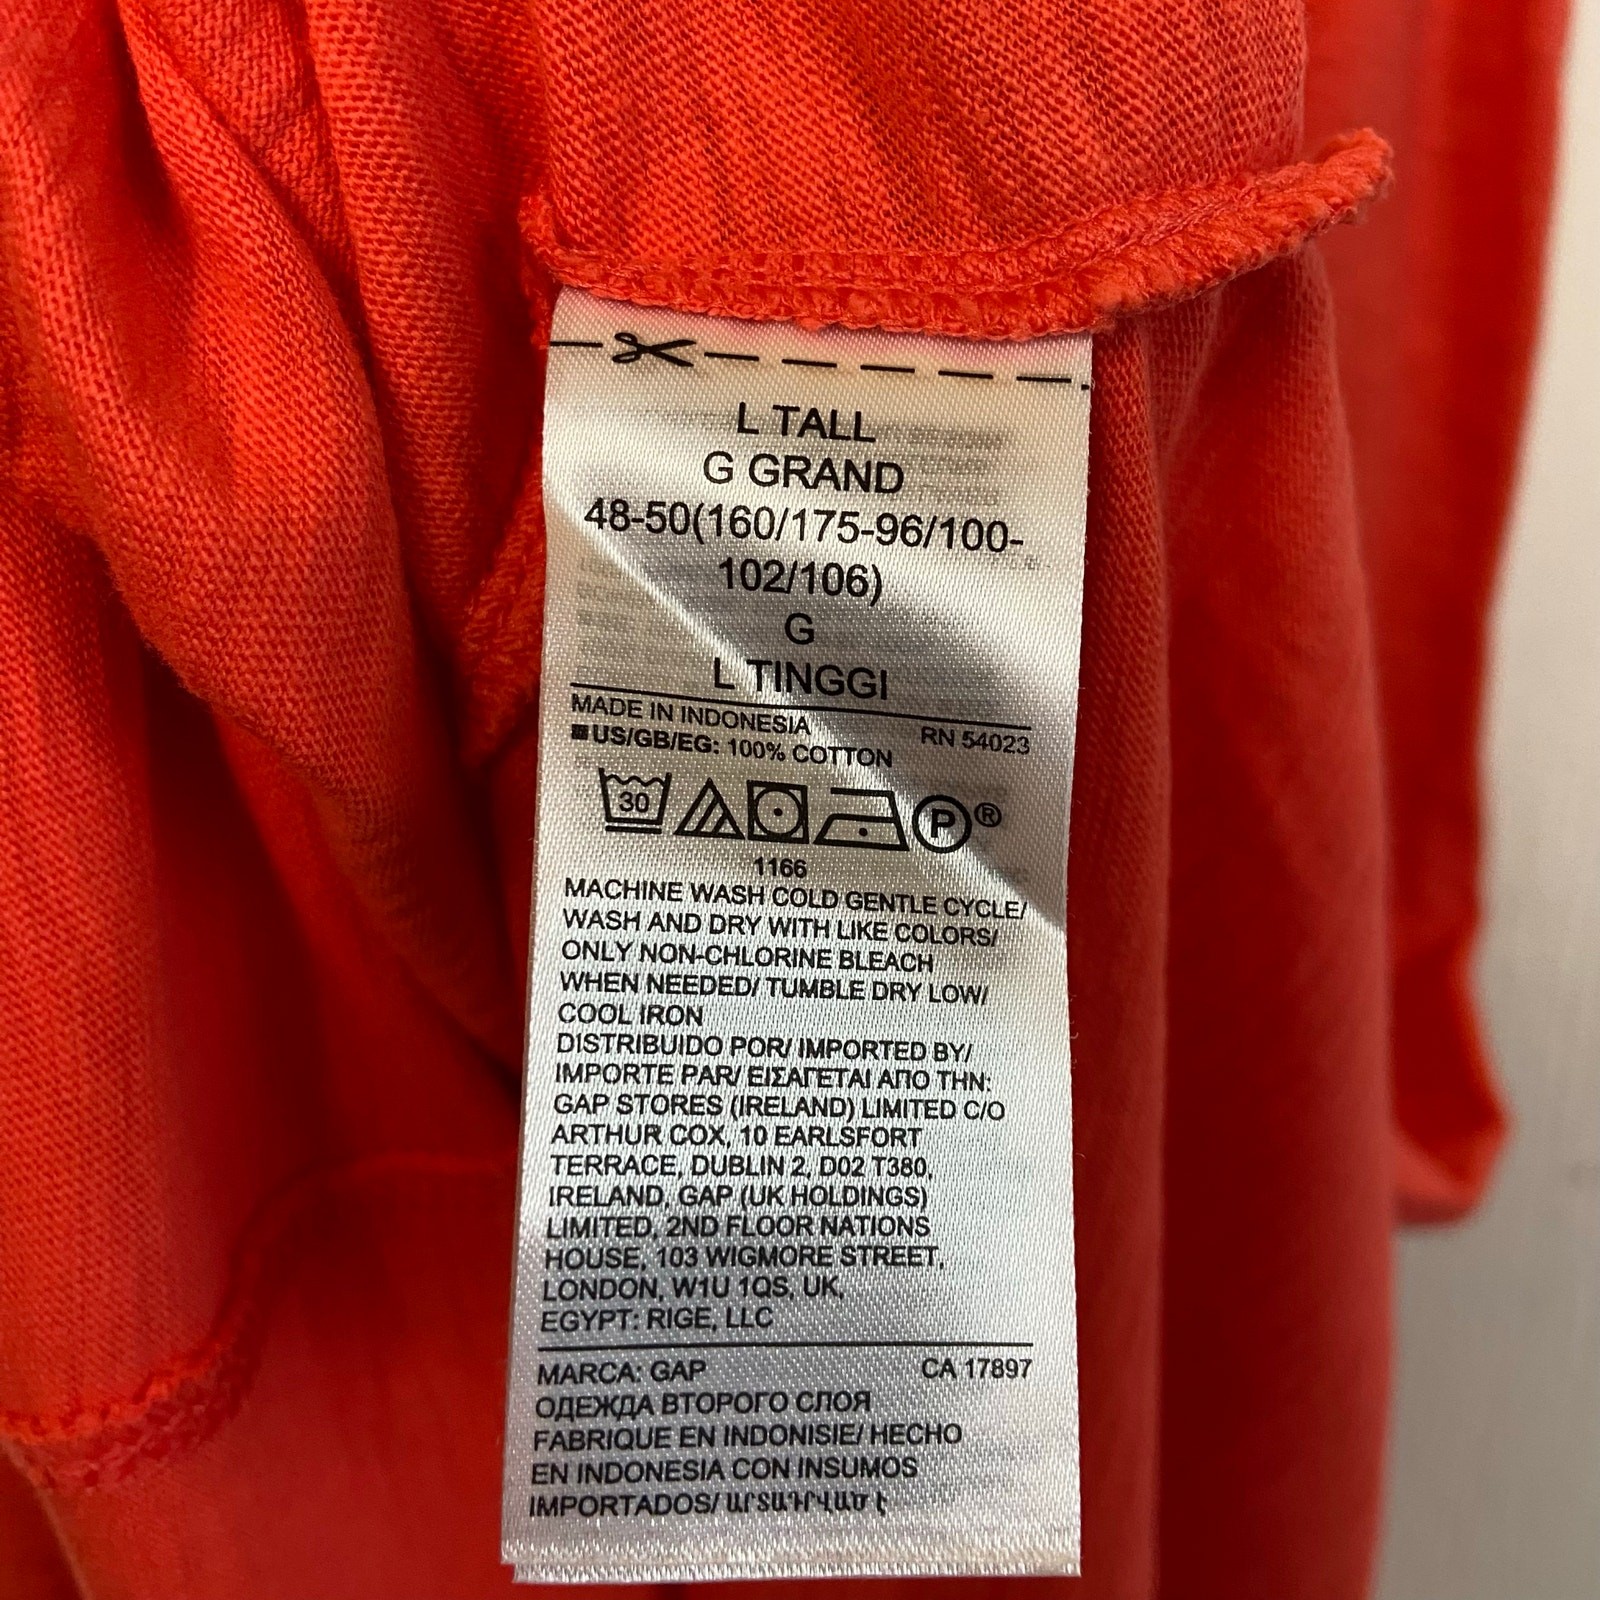 L TALL
G GRAND
48-50(160/175-96/100-
102/106)
G
L TINGGI
MADE IN INDONESIA RN 54023
US/GB/EG: 100% COTTON
30 P ®
1166
MACHINE WASH COLD GENTLE CYCLE/
WASH AND DRY WITH LIKE COLORS/
ONLY NON-CHLORINE BLEACH
WHEN NEEDED/ TUMBLE DRY LOW/
COOL IRON
DISTRIBUIDO POR/ IMPORTED BY/
IMPORTE PAR/ ΕΙΣΑΓΕΤΑΙ ΑΠΟ ΤΗΝ:
GAP STORES (IRELAND) LIMITED C/O
ARTHUR COX, 10 EARLSFORT
TERRACE, DUBLIN 2, D02 T380,
IRELAND, GAP (UK HOLDINGS)
LIMITED, 2ND FLOOR NATIONS
HOUSE, 103 WIGMORE STREET,
LONDON, W1U 1QS, UK,
EGYPT: RIGE, LLC
MARCA: GAP CA 17897
ОДЕЖДА ВТОРОГО СЛОЯ
FABRIQUE EN INDONISIE/ HECHO
EN INDONESIA CON INSUMOS
IMPORTADOS/ ԱՐՏԱԴՐՎԱԾ Է